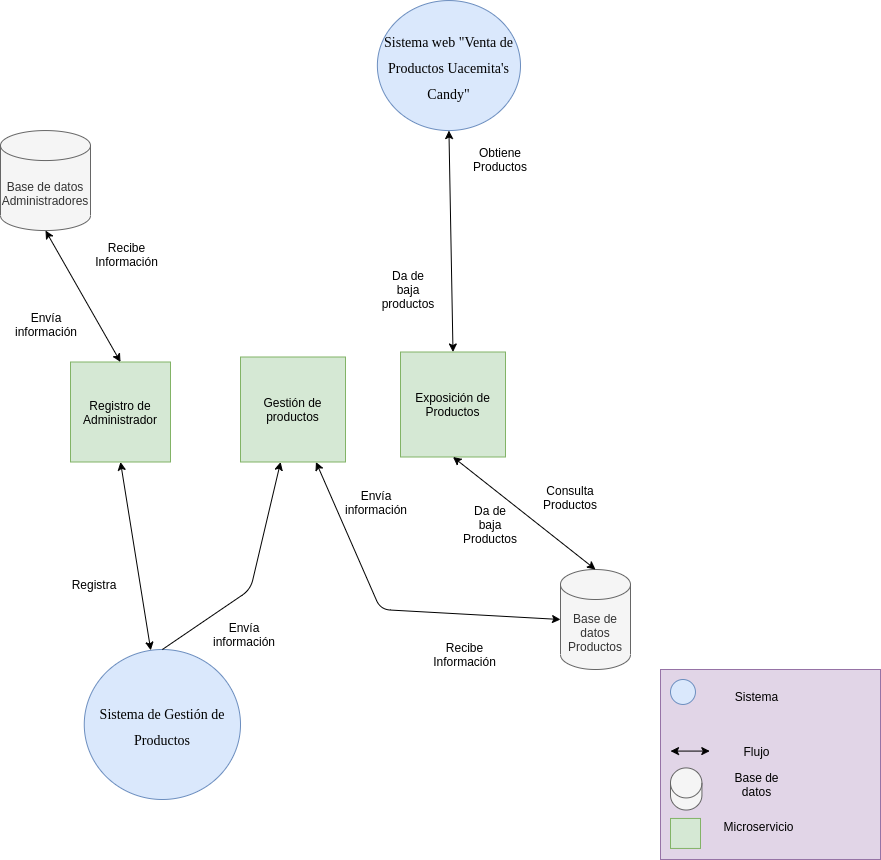 Sistema web "Venta de
Productos Uacemita's
Candy"
Obtiene
Productos
Base de datos
Administradores
Recibe
Información
Da de
baja
productos
Envía
información
Registro de
Administrador
Gestión de
productos
Exposición de
Productos
Envía
información
Consulta
Productos
Da de
baja
Productos
Registra
Envía
información
Base de
datos
Productos
Recibe
Información
Sistema de Gestión de
Productos
Sistema
Flujo
Base de
datos
Microservicio